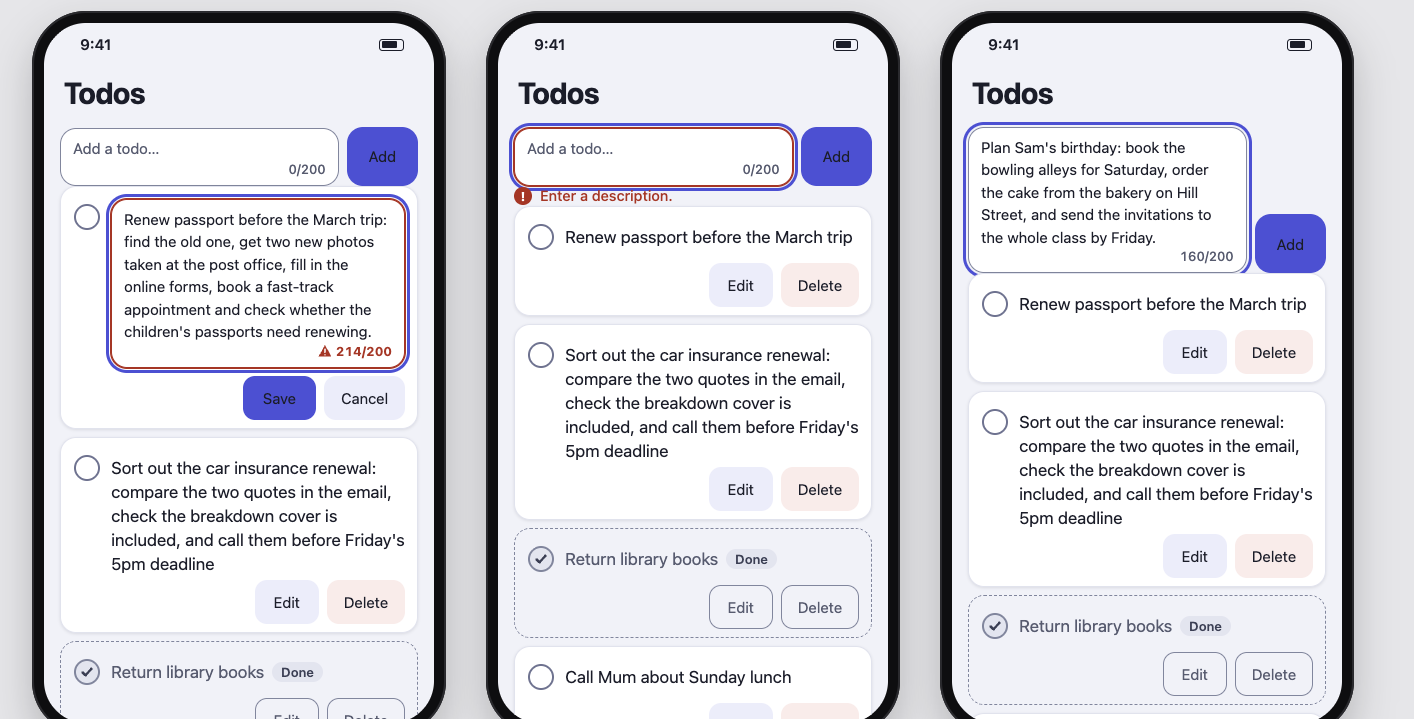 9:41
Todos
Add a todo...
0/200
Add
Renew passport before the March trip:
find the old one, get two new photos
taken at the post office, fill in the
online forms, book a fast-track
appointment and check whether the
children's passports need renewing.
214/200
Save
Cancel
Sort out the car insurance renewal:
compare the two quotes in the email,
check the breakdown cover is
included, and call them before Friday's
5pm deadline
Edit
Delete
Return library books
Done
Edit
Delete
9:41
Todos
Add a todo...
0/200
Add
Enter a description.
Renew passport before the March trip
Edit
Delete
Sort out the car insurance renewal:
compare the two quotes in the email,
check the breakdown cover is
included, and call them before Friday's
5pm deadline
Edit
Delete
Return library books
Done
Edit
Delete
Call Mum about Sunday lunch
9:41
Todos
Plan Sam's birthday: book the
bowling alleys for Saturday, order
the cake from the bakery on Hill
Street, and send the invitations to
the whole class by Friday.
160/200
Add
Renew passport before the March trip
Edit
Delete
Sort out the car insurance renewal:
compare the two quotes in the email,
check the breakdown cover is
included, and call them before Friday's
5pm deadline
Edit
Delete
Return library books
Done
Edit
Delete